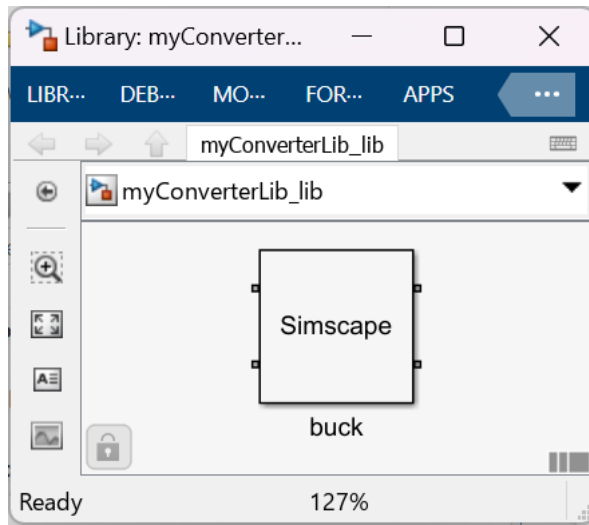 Library: myConverter...
LIBR... DEB... MO... FOR... APPS ...
myConverterLib_lib
myConverterLib_lib
Simscape
buck
Ready 127%